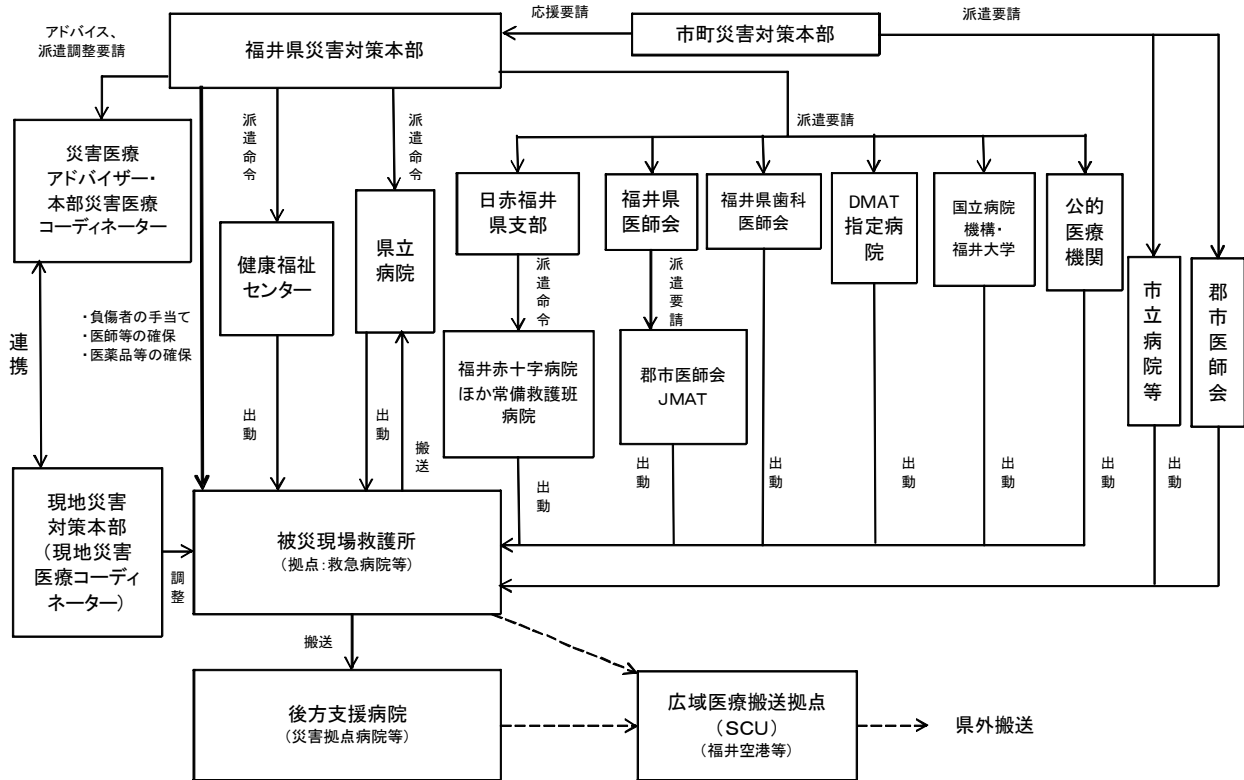 アドバイス、
派遣調整要請
福井県災害対策本部
応援要請
市町災害対策本部
派遣要請
災害医療
アドバイザー・
本部災害医療
コーディネーター
派遣命令
派遣命令
派遣要請
健康福祉
センター
県立
病院
日赤福井
県支部
福井県
医師会
福井県歯科
医師会
DMAT
指定病
院
国立病院
機構・
福井大学
公的
医療
機関
市立病院等
郡市医師会
連携
・負傷者の手当て
・医師等の確保
・医薬品等の確保
派遣命令
派遣要請
福井赤十字病院
ほか常備救護班
病院
郡市医師会
JMAT
出動
出動
搬送
出動
出動
出動
出動
出動
出動
出動
出動
現地災害
対策本部
（現地災害
医療コーディ
ネーター）
調整
被災現場救護所
（拠点：救急病院等）
搬送
後方支援病院
（災害拠点病院等）
広域医療搬送拠点
（SCU）
（福井空港等）
県外搬送